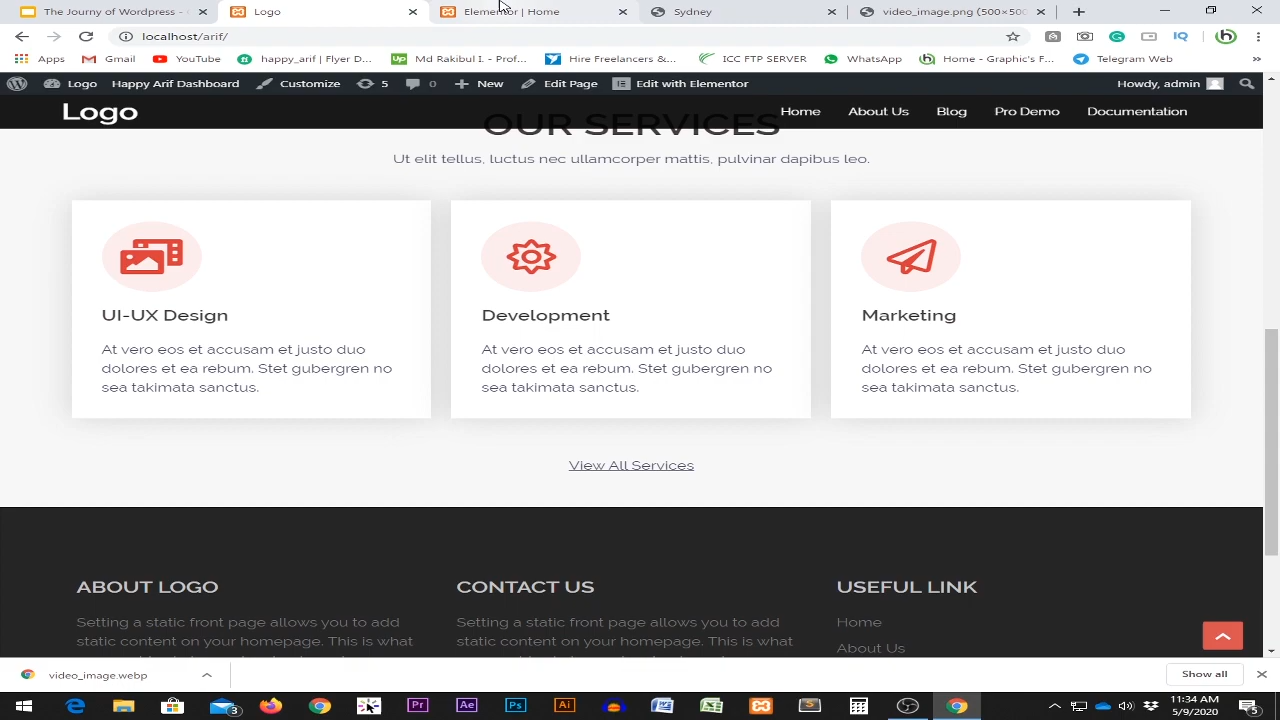 The Journy of Wordpress -
Logo
Elementor | Home
Sydney
video_image.png (500×500
localhost/arif/
Apps
Gmail
YouTube
happy_arif | Flyer D...
Md Rakibul I. - Prof...
Hire Freelancers &...
ICC FTP SERVER
WhatsApp
Home - Graphic's F...
Telegram Web
»
Logo
Happy Arif Dashboard
Customize
5
0
New
Edit Page
Edit with Elementor
Howdy, admin
Logo
Home
About Us
Blog
Pro Demo
Documentation
OUR SERVICES
Ut elit tellus, luctus nec ullamcorper mattis, pulvinar dapibus leo.
UI-UX Design
At vero eos et accusam et justo duo
dolores et ea rebum. Stet gubergren no
sea takimata sanctus.
Development
At vero eos et accusam et justo duo
dolores et ea rebum. Stet gubergren no
sea takimata sanctus.
Marketing
At vero eos et accusam et justo duo
dolores et ea rebum. Stet gubergren no
sea takimata sanctus.
View All Services
ABOUT LOGO
Setting a static front page allows you to add
static content on your homepage. This is what
CONTACT US
Setting a static front page allows you to add
static content on your homepage. This is what
USEFUL LINK
Home
About Us
video_image.webp
Show all
11:34 AM
5/9/2020